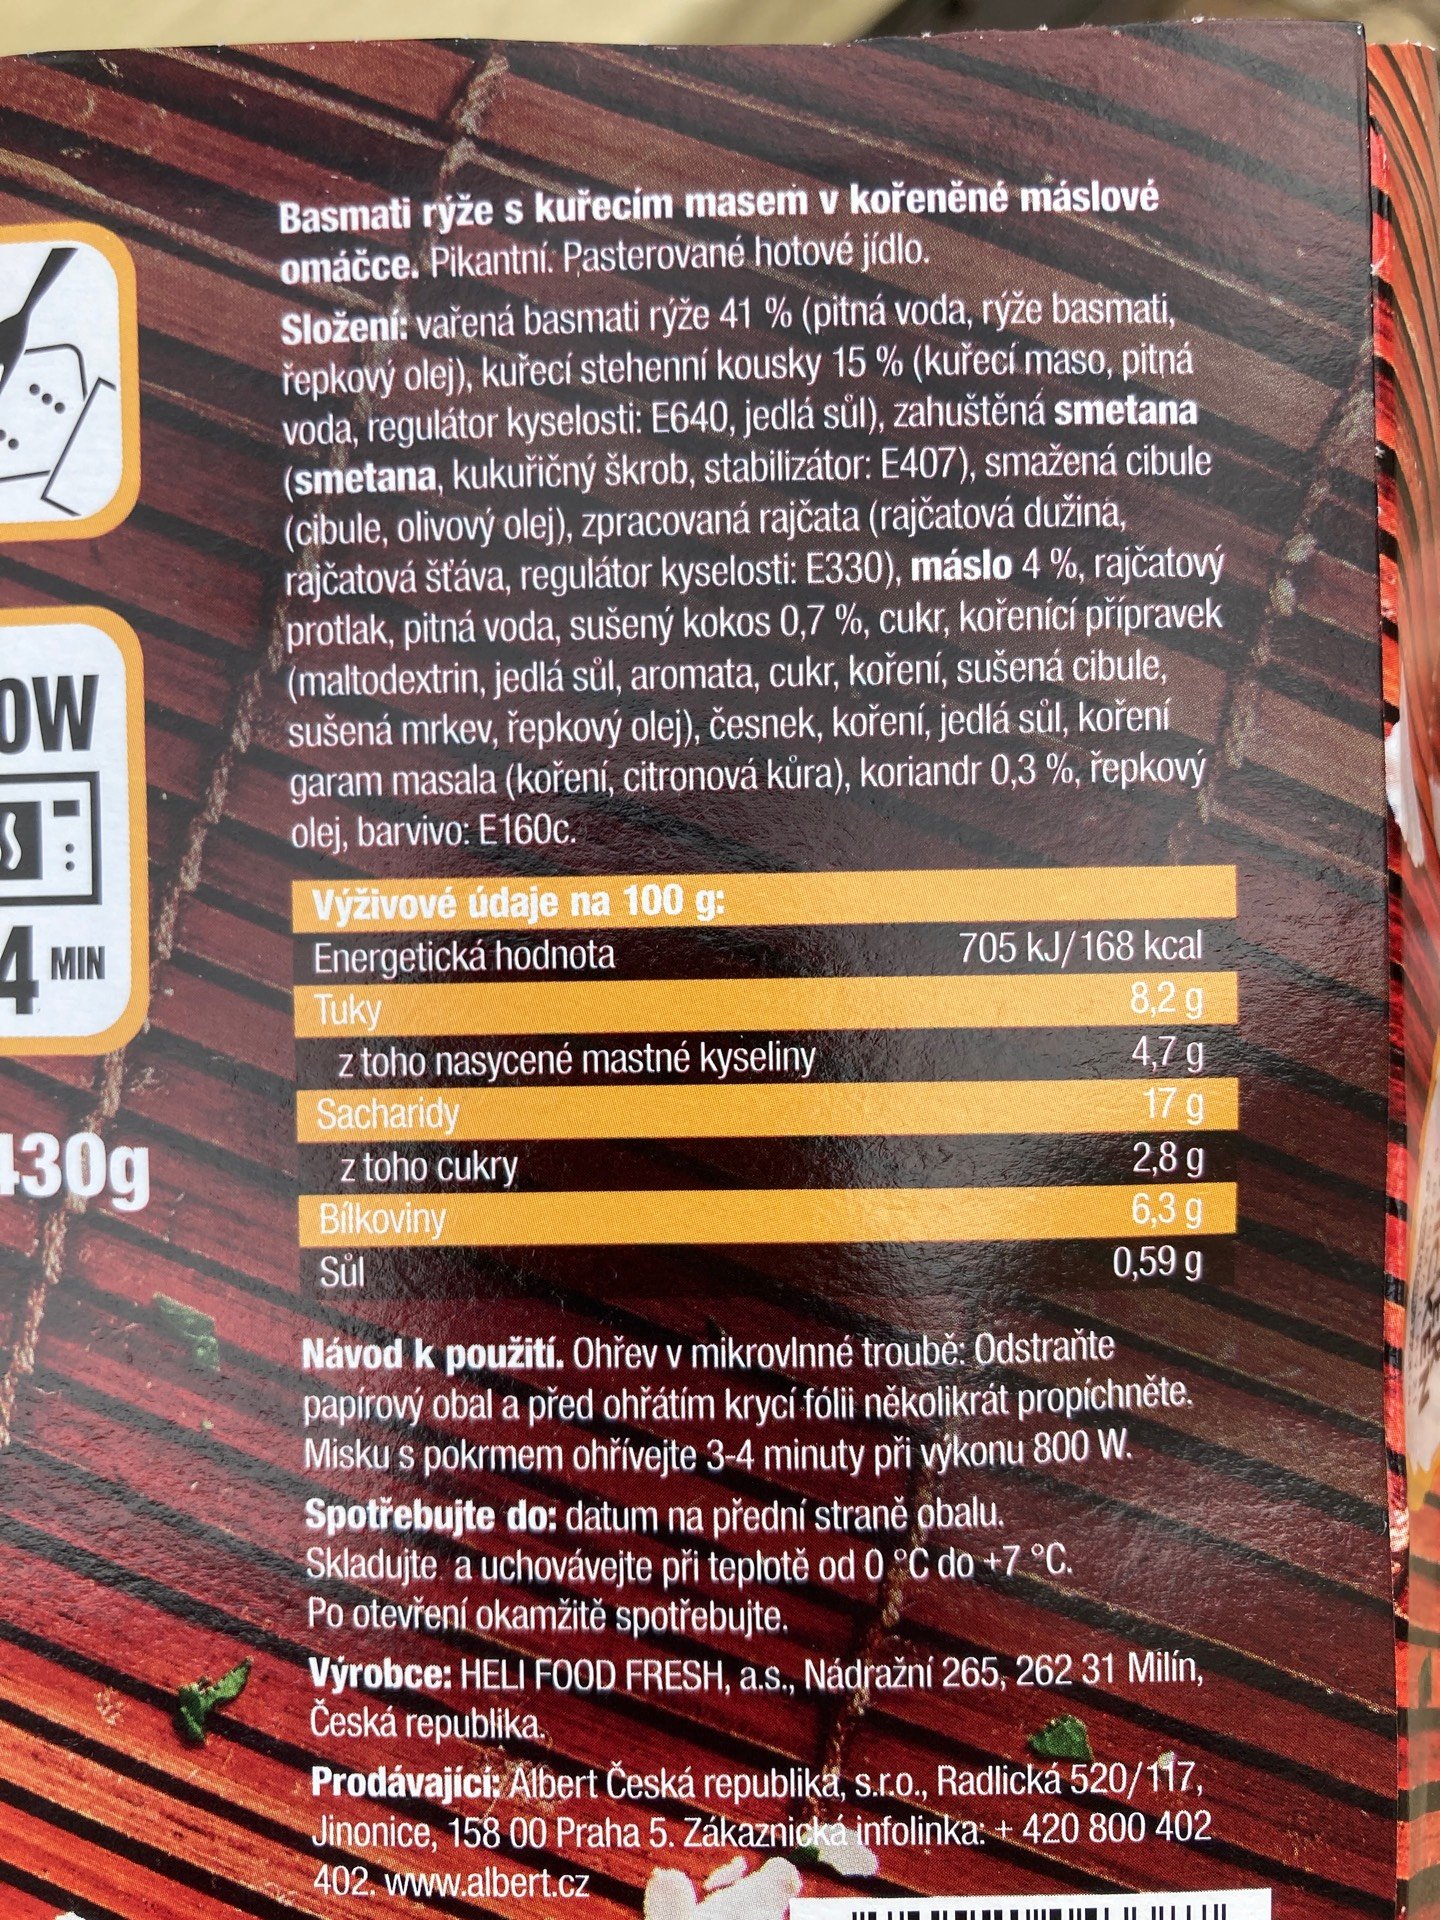 Basmati rýže s kuřecím masem v kořeněné máslové
omáčce. Pikantní. Pasterované hotové jídlo.
Složení: vařená basmati rýže 41 % (pitná voda, rýže basmati,
řepkový olej), kuřecí stehenní kousky 15 % (kuřecí maso, pitná
voda, regulátor kyselosti: E640, jedlá sůl), zahuštěná smetana
(smetana, kukuřičný škrob, stabilizátor: E407), smažená cibule
(cibule, olivový olej), zpracovaná rajčata (rajčatová dužina,
rajčatová šťáva, regulátor kyselosti: E330), máslo 4 %, rajčatový
protlak, pitná voda, sušený kokos 0,7 %, cukr, kořenící přípravek
(maltodextrin, jedlá sůl, aromata, cukr, koření, sušená cibule,
sušená mrkev, řepkový olej), česnek, koření, jedlá sůl, koření
garam masala (koření, citronová kůra), koriandr 0,3 %, řepkový
olej, barvivo: E160c.
Výživové údaje na 100 g:
Energetická hodnota 705 kJ/168 kcal
Tuky 8,2 g
z toho nasycené mastné kyseliny 4,7 g
Sacharidy 17 g
z toho cukry 2,8 g
Bílkoviny 6,3 g
Sůl 0,59 g
Návod k použití. Ohřev v mikrovlnné troubě: Odstraňte
papírový obal a před ohřátím krycí fólii několikrát propíchněte.
Misku s pokrmem ohřívejte 3-4 minuty při výkonu 800 W.
Spotřebujte do: datum na přední straně obalu.
Skladujte a uchovávejte při teplotě od 0 °C do +7 °C.
Po otevření okamžitě spotřebujte.
Výrobce: HELI FOOD FRESH, a.s., Nádražní 265, 262 31 Milín,
Česká republika.
Prodávající: Albert Česká republika, s.r.o., Radlická 520/117,
Jinonice, 158 00 Praha 5. Zákaznická infolinka: + 420 800 402
402. www.albert.cz
OW
4 MIN
430g